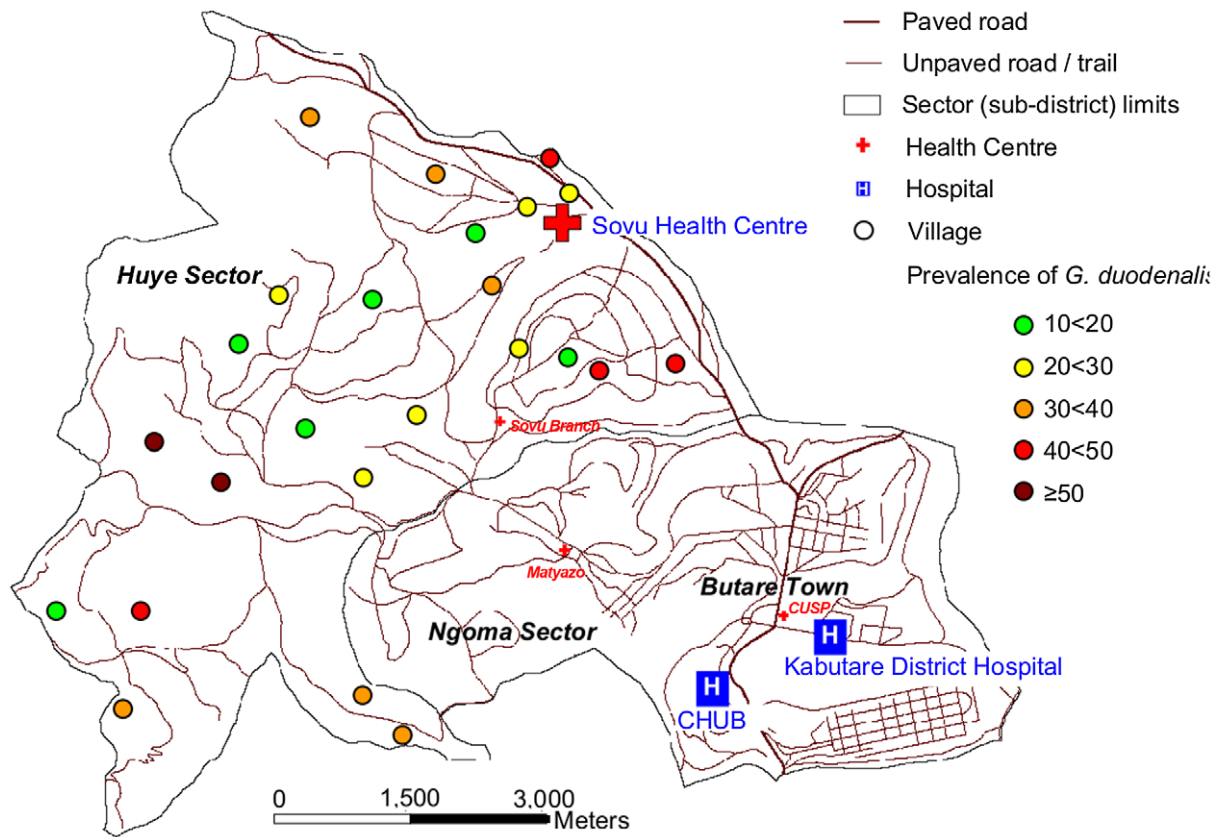 Paved road
Unpaved road / trail
Sector (sub-district) limits
Health Centre
H Hospital
Village
Prevalence of G. duodenalis
10<20
20<30
30<40
40<50
≥50
Sovu Health Centre
Huye Sector
Sovu Branch
Matyazo
Butare Town
CUSP
Ngoma Sector
H
Kabutare District Hospital
H
CHUB
0 1,500 3,000
Meters